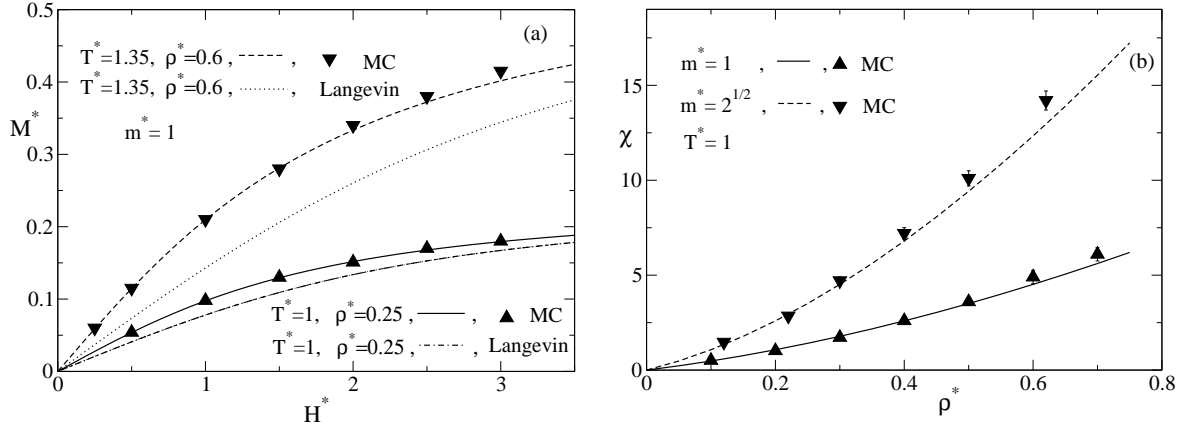 (a)
T*=1.35, ρ*=0.6 , , MC
T*=1.35, ρ*=0.6 , , Langevin
m*= 1
T*=1, ρ*=0.25 , , MC
T*=1, ρ*=0.25 , , Langevin
0.5
0.4
0.3
0.2
0.1
0
M*
0 1 2 3
H*
(b)
m*= 1 , , MC
m*= 2^1/2 , , MC
T*= 1
15
10
5
0
χ
0 0.2 0.4 0.6 0.8
ρ*